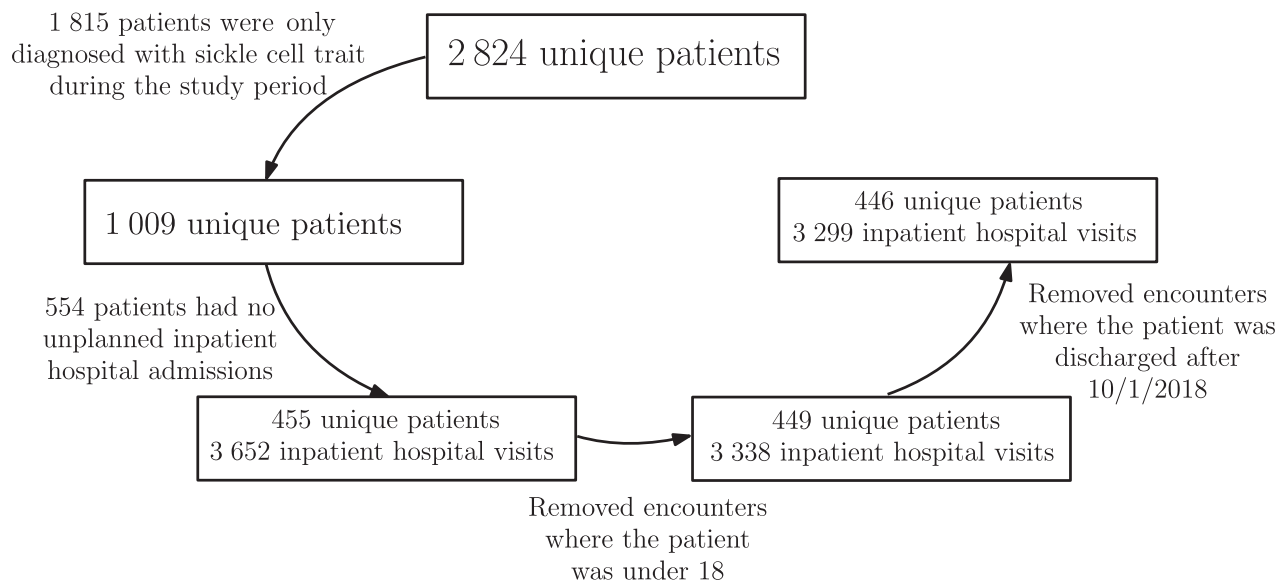 1 815 patients were only
diagnosed with sickle cell trait
during the study period
2 824 unique patients
1 009 unique patients
554 patients had no
unplanned inpatient
hospital admissions
455 unique patients
3 652 inpatient hospital visits
Removed encounters
where the patient
was under 18
449 unique patients
3 338 inpatient hospital visits
Removed encounters
where the patient was
discharged after
10/1/2018
446 unique patients
3 299 inpatient hospital visits